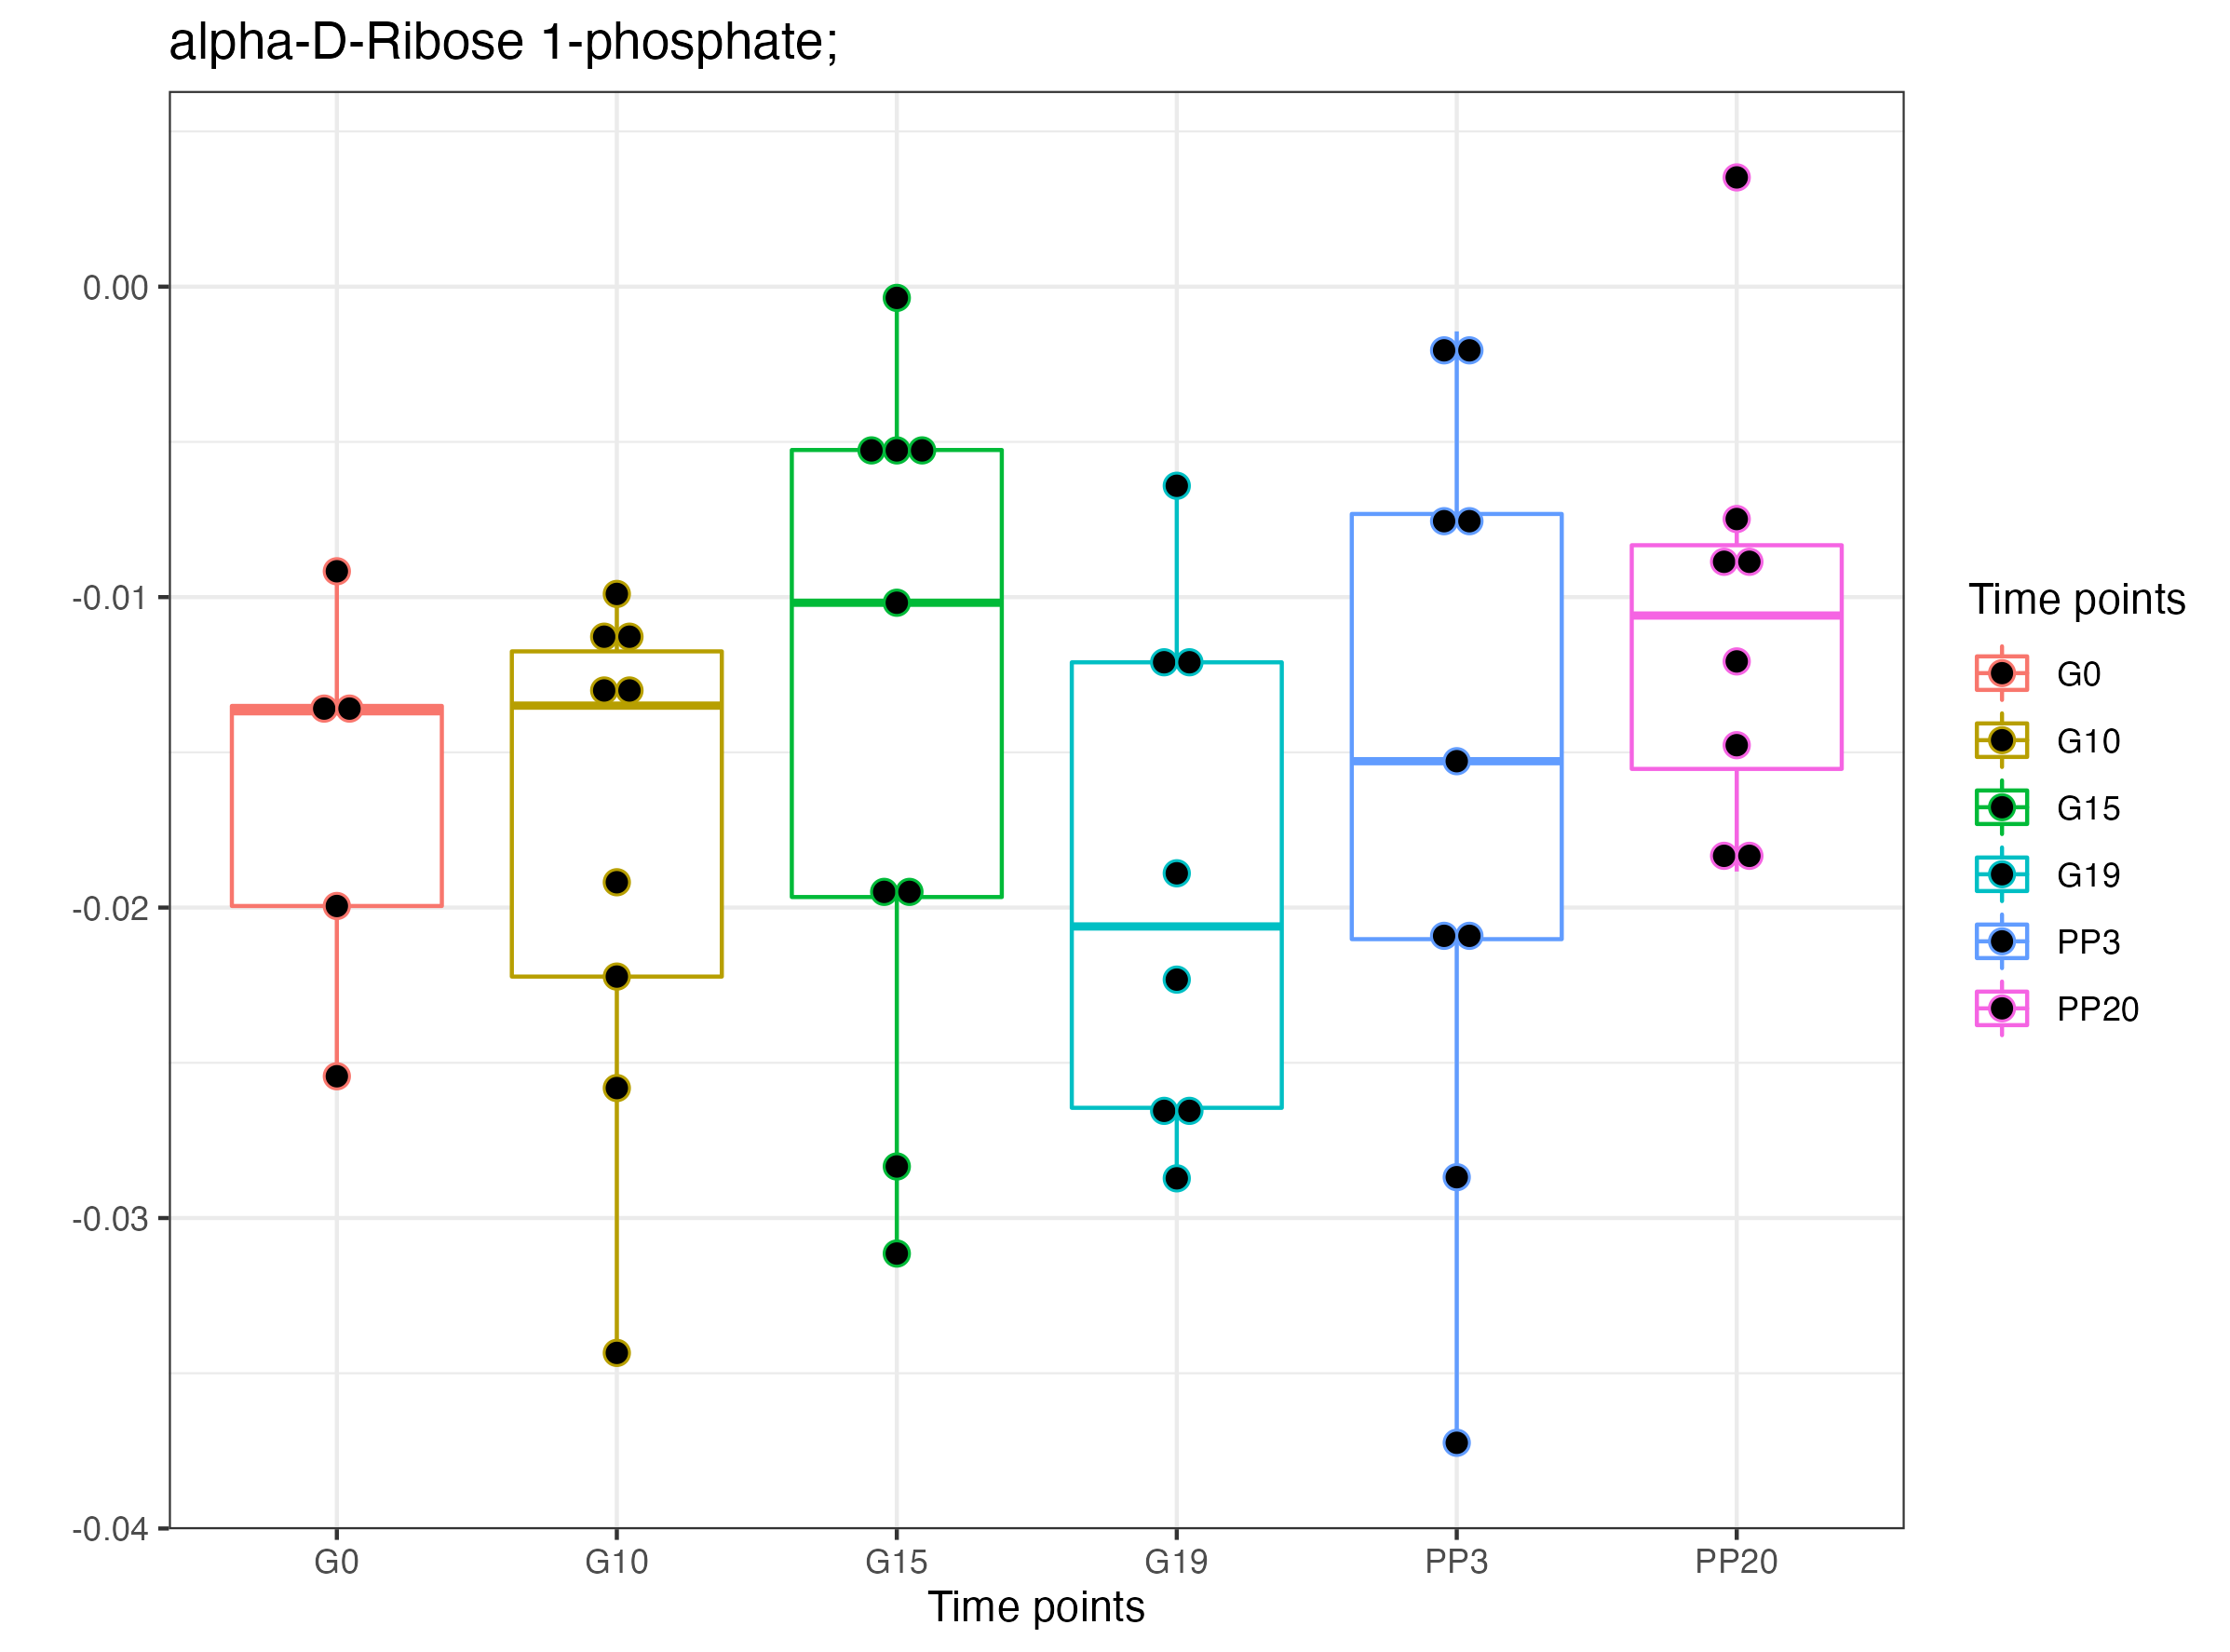 alpha-D-Ribose 1-phosphate;
0.00
-0.01
-0.02
-0.03
-0.04
G0
G10
G15
G19
PP3
PP20
Time points
Time points
G0
G10
G15
G19
PP3
PP20